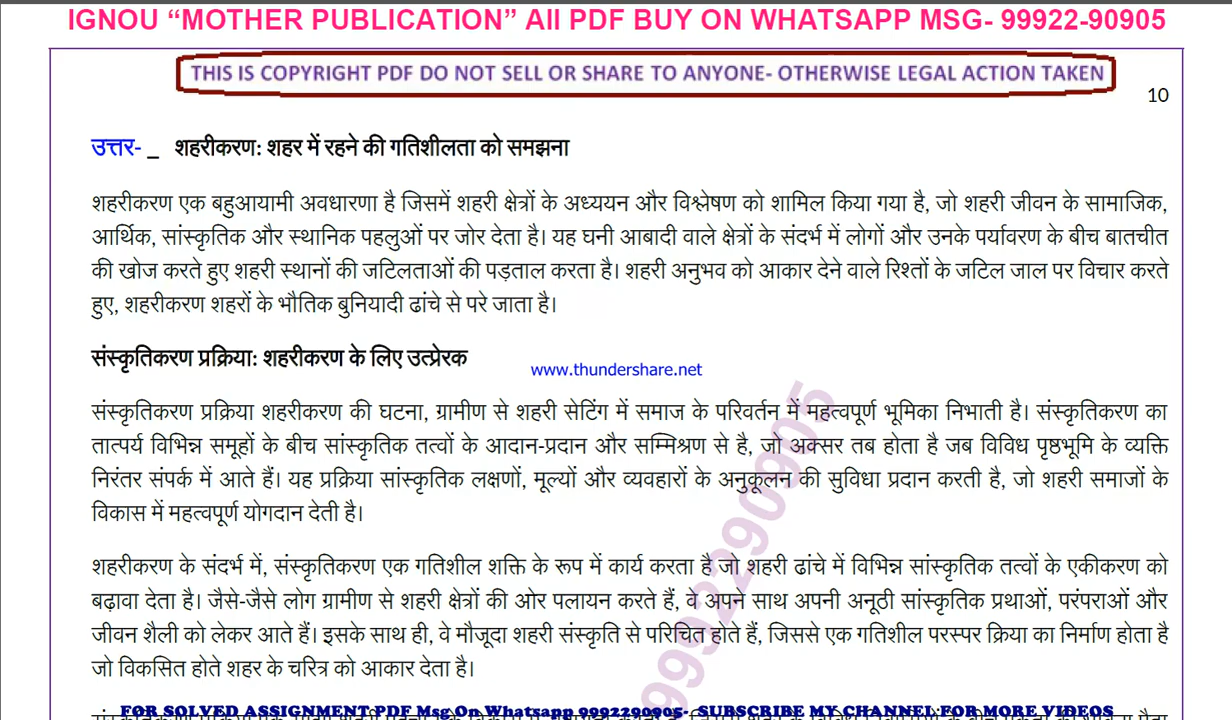 IGNOU “MOTHER PUBLICATION” All PDF BUY ON WHATSAPP MSG- 99922-90905
THIS IS COPYRIGHT PDF DO NOT SELL OR SHARE TO ANYONE- OTHERWISE LEGAL ACTION TAKEN
10
उत्तर- _ शहरीकरण: शहर में रहने की गतिशीलता को समझना
शहरीकरण एक बहुआयामी अवधारणा है जिसमें शहरी क्षेत्रों के अध्ययन और विश्लेषण को शामिल किया गया है, जो शहरी जीवन के सामाजिक,
आर्थिक, सांस्कृतिक और स्थानिक पहलुओं पर जोर देता है। यह घनी आबादी वाले क्षेत्रों के संदर्भ में लोगों और उनके पर्यावरण के बीच बातचीत
की खोज करते हुए शहरी स्थानों की जटिलताओं की पड़ताल करता है। शहरी अनुभव को आकार देने वाले रिश्तों के जटिल जाल पर विचार करते
हुए, शहरीकरण शहरों के भौतिक बुनियादी ढांचे से परे जाता है।
संस्कृतिकरण प्रक्रिया: शहरीकरण के लिए उत्प्रेरक
www.thundershare.net
संस्कृतिकरण प्रक्रिया शहरीकरण की घटना, ग्रामीण से शहरी सेटिंग में समाज के परिवर्तन में महत्वपूर्ण भूमिका निभाती है। संस्कृतिकरण का
तात्पर्य विभिन्न समूहों के बीच सांस्कृतिक तत्वों के आदान-प्रदान और सम्मिश्रण से है, जो अक्सर तब होता है जब विविध पृष्ठभूमि के व्यक्ति
निरंतर संपर्क में आते हैं। यह प्रक्रिया सांस्कृतिक लक्षणों, मूल्यों और व्यवहारों के अनुकूलन की सुविधा प्रदान करती है, जो शहरी समाजों के
विकास में महत्वपूर्ण योगदान देती है।
शहरीकरण के संदर्भ में, संस्कृतिकरण एक गतिशील शक्ति के रूप में कार्य करता है जो शहरी ढांचे में विभिन्न सांस्कृतिक तत्वों के एकीकरण को
बढ़ावा देता है। जैसे-जैसे लोग ग्रामीण से शहरी क्षेत्रों की ओर पलायन करते हैं, वे अपने साथ अपनी अनूठी सांस्कृतिक प्रथाओं, परंपराओं और
जीवन शैली को लेकर आते हैं। इसके साथ ही, वे मौजूदा शहरी संस्कृति से परिचित होते हैं, जिससे एक गतिशील परस्पर क्रिया का निर्माण होता है
जो विकसित होते शहर के चरित्र को आकार देता है।
9992290905
FOR SOLVED ASSIGNMENT PDF Msg On Whatsapp 9992290905- SUBSCRIBE MY CHANNEL FOR MORE VIDEOS